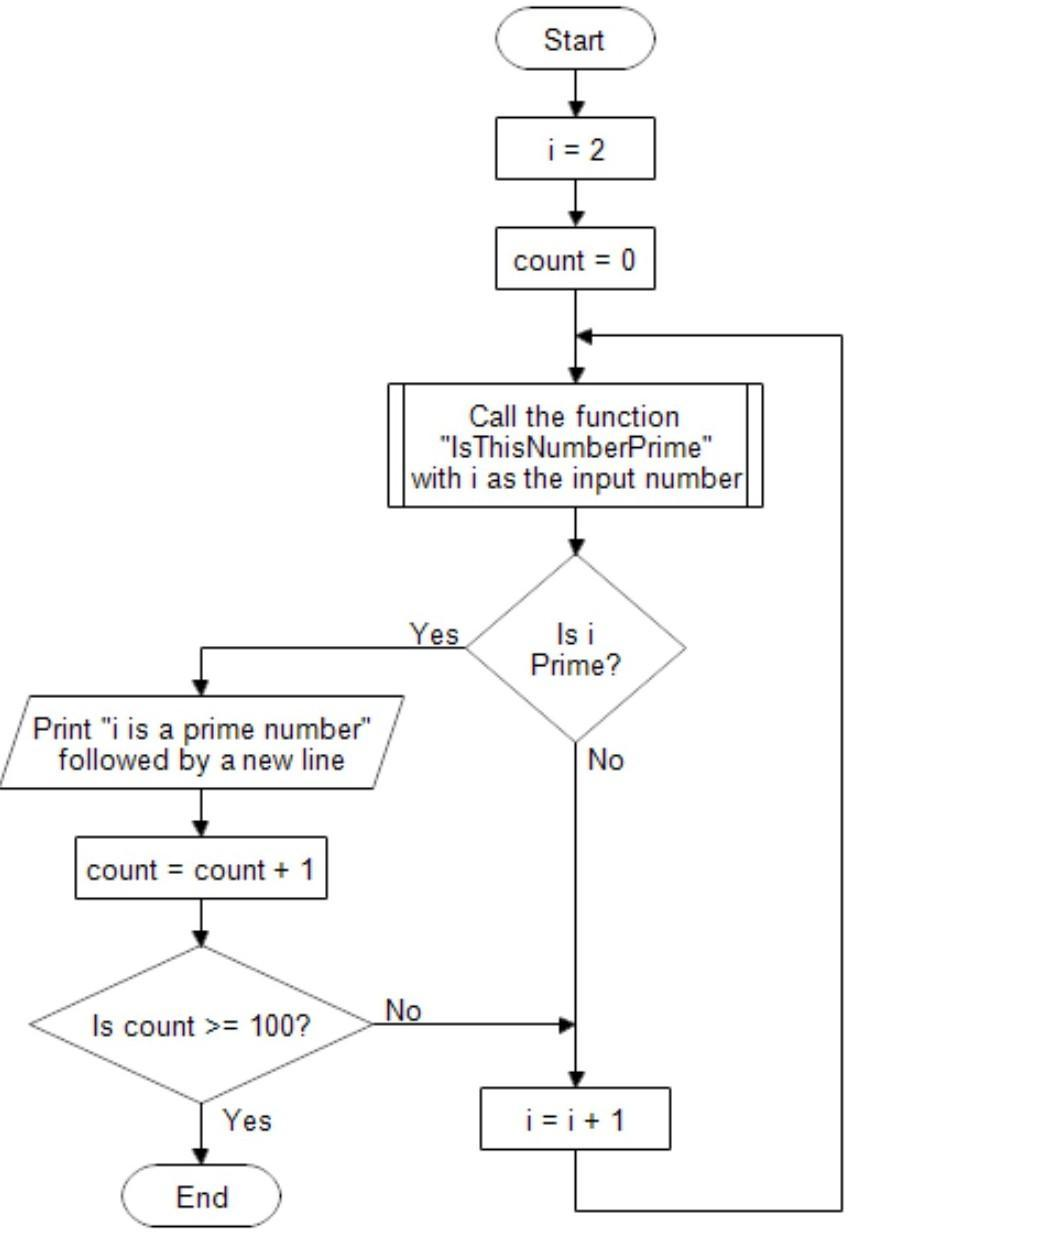 Start
i = 2
count = 0
Call the function
"IsThisNumberPrime"
with i as the input number
Is i
Prime?
Yes
No
Print "i is a prime number"
followed by a new line
count = count + 1
Is count >= 100?
No
Yes
i = i + 1
End